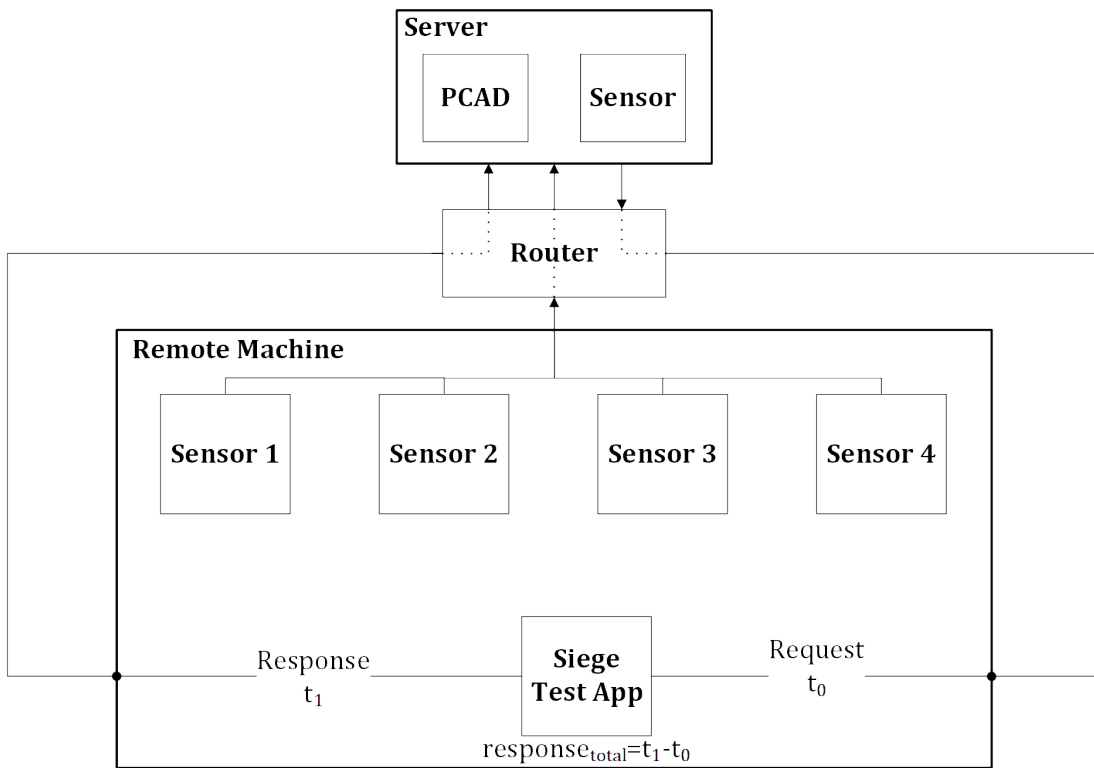 Server
PCAD
Sensor
Router
Remote Machine
Sensor 1
Sensor 2
Sensor 3
Sensor 4
Response
t₁
Siege
Test App
Request
t₀
responseₜₒₜₐₗ=t₁-t₀